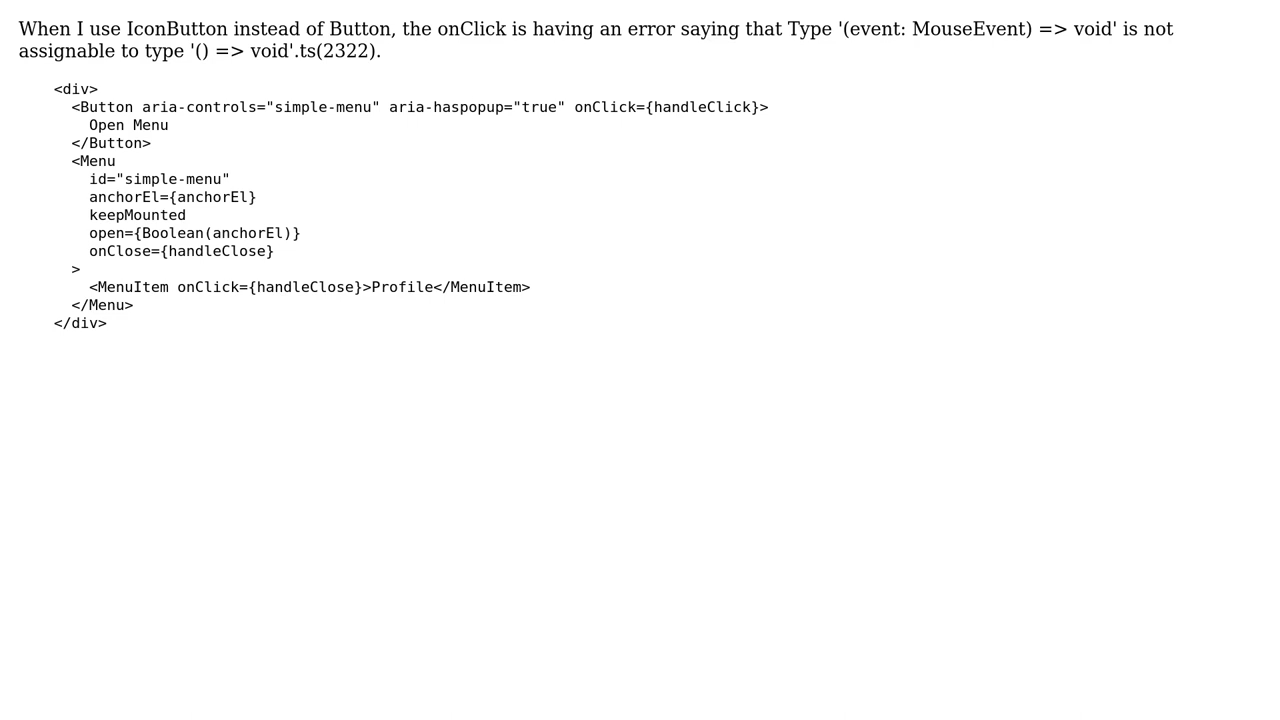 When I use IconButton instead of Button, the onClick is having an error saying that Type '(event: MouseEvent) => void' is not
assignable to type '() => void'.ts(2322).
<div>
  <Button aria-controls="simple-menu" aria-haspopup="true" onClick={handleClick}>
    Open Menu
  </Button>
  <Menu
    id="simple-menu"
    anchorEl={anchorEl}
    keepMounted
    open={Boolean(anchorEl)}
    onClose={handleClose}
  >
    <MenuItem onClick={handleClose}>Profile</MenuItem>
  </Menu>
</div>